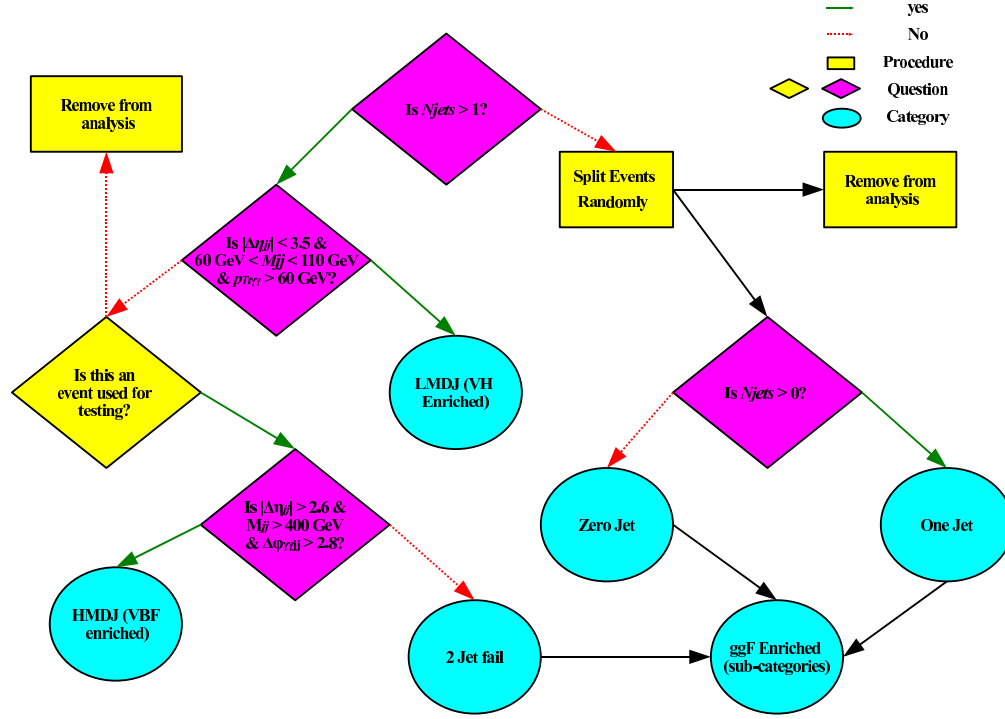 yes
No
Procedure
Question
Category
Is Njets > 1?
Remove from
analysis
Split Events
Randomly
Remove from
analysis
Is |Δηjj| < 3.5 &
60 GeV < Mjj < 110 GeV
& pTγγ > 60 GeV?
Is this an
event used for
testing?
LMDJ (VH
Enriched)
Is Njets > 0?
Is |Δηjj| > 2.6 &
Mjj > 400 GeV
& Δφγγjj > 2.8?
Zero Jet
One Jet
HMDJ (VBF
enriched)
2 Jet fail
ggF Enriched
(sub-categories)